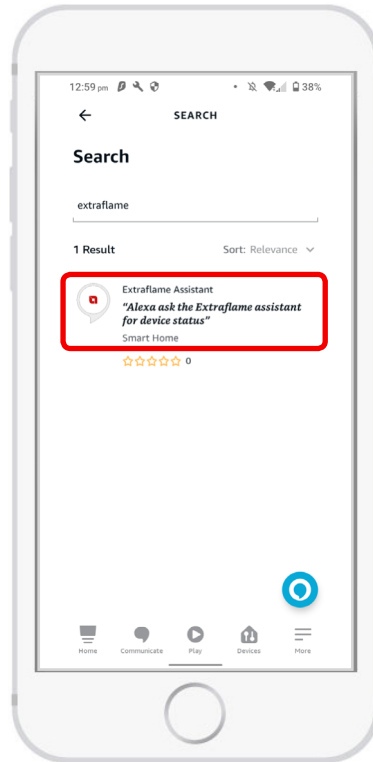 12:59 pm 38%
SEARCH
Search
extraflame
1 Result Sort: Relevance
Extraflame Assistant
"Alexa ask the Extraflame assistant
for device status"
Smart Home
0
Home Communicate Play Devices More